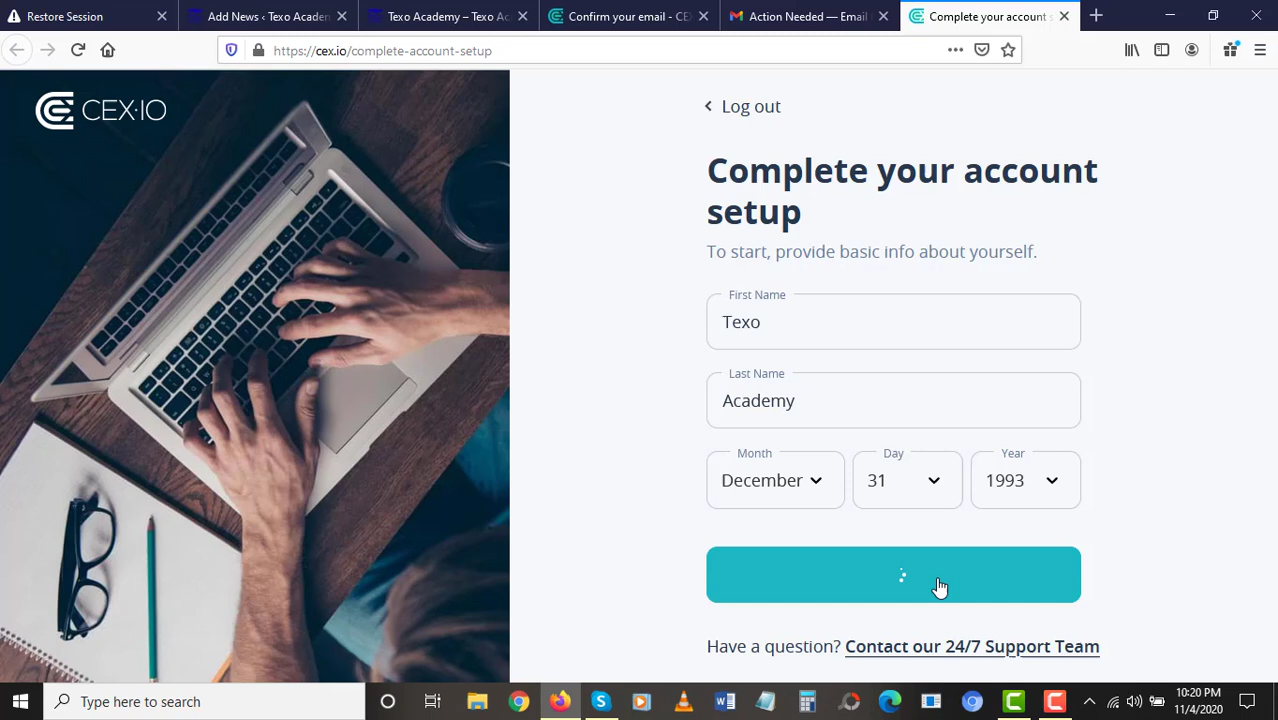 Restore Session
Add News ‹ Texo Acaden
Texo Academy – Texo Ac
Confirm your email - CEX
Action Needed — Email C
Complete your account s
https://cex.io/complete-account-setup
CEX·IO
Log out
Complete your account
setup
To start, provide basic info about yourself.
First Name
Texo
Last Name
Academy
Month
Day
Year
December
31
1993
Have a question? Contact our 24/7 Support Team
Type here to search
10:20 PM
11/4/2020